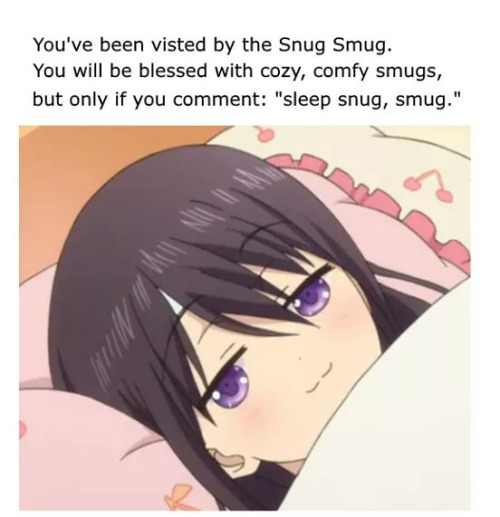 You've been visted by the Snug Smug.
You will be blessed with cozy, comfy smugs,
but only if you comment: "sleep snug, smug."